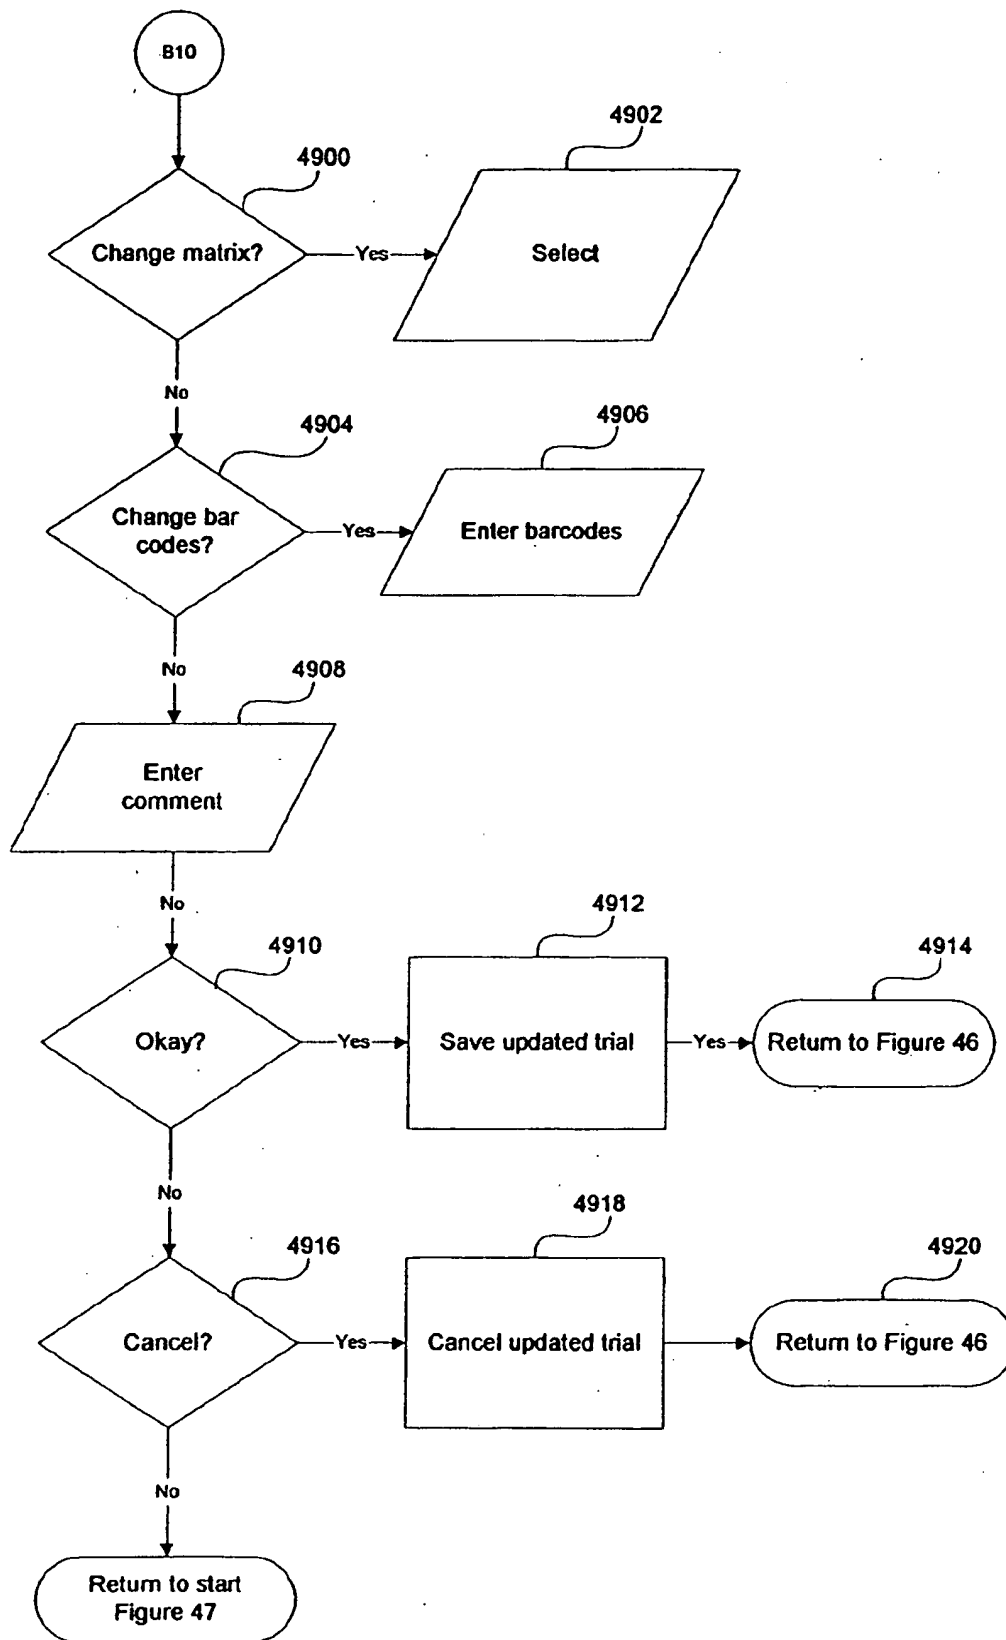 B10
4900
4902
Change matrix?
Yes
Select
No
4904
4906
Change bar
codes?
Yes
Enter barcodes
No
4908
Enter
comment
No
4910
4912
4914
Okay?
Yes
Save updated trial
Yes
Return to Figure 46
No
4916
4918
4920
Cancel?
Yes
Cancel updated trial
Return to Figure 46
No
Return to start
Figure 47